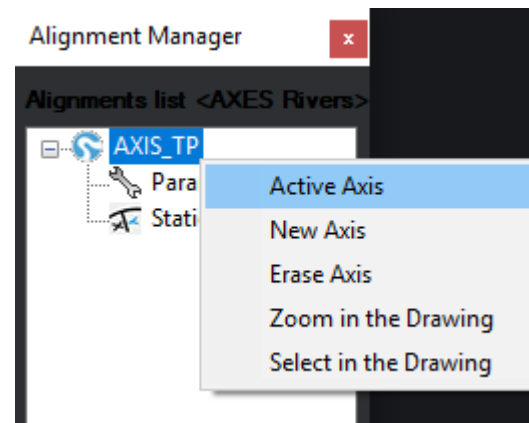 Alignment Manager
x
Alignments list <AXES Rivers>
AXIS_TP
Para
Stati
Active Axis
New Axis
Erase Axis
Zoom in the Drawing
Select in the Drawing